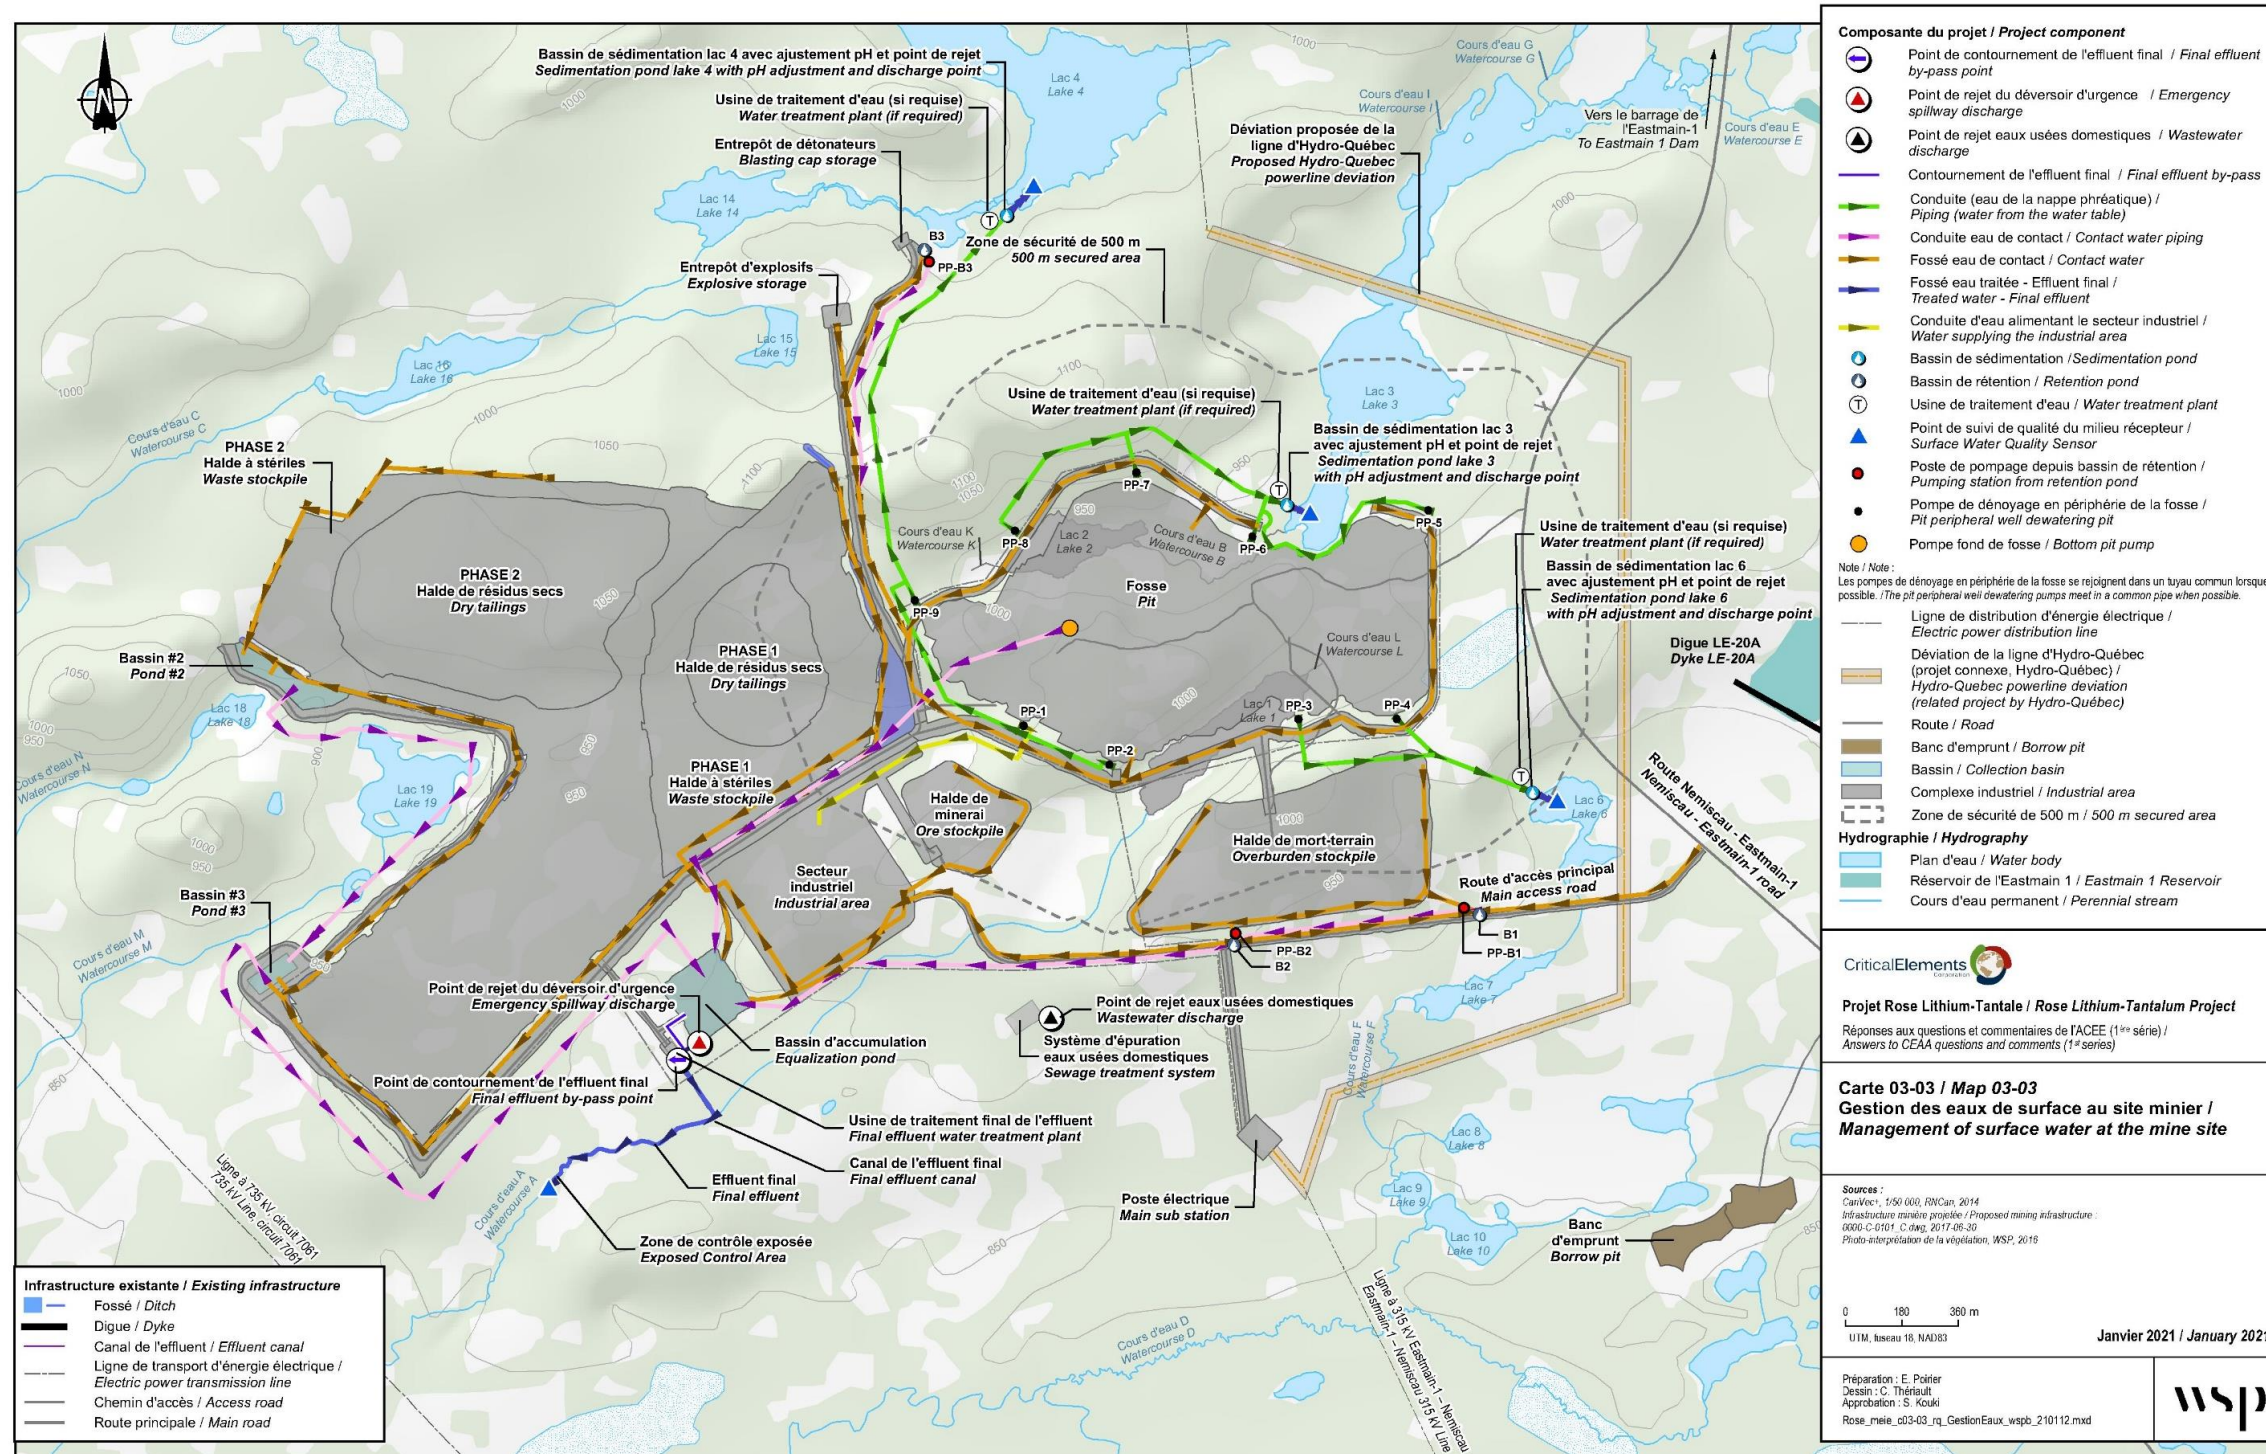 Bassin de sédimentation lac 4 avec ajustement pH et point de rejet
Sedimentation pond lake 4 with pH adjustment and discharge point
Usine de traitement d'eau (si requise)
Water treatment plant (if required)
Entrepôt de détonateurs
Blasting cap storage
Lac 4
Lake 4
Lac 14
Lake 14
B3
PP-B3
Zone de sécurité de 500 m
500 m secured area
Entrepôt d'explosifs
Explosive storage
Déviation proposée de la
ligne d'Hydro-Québec
Proposed Hydro-Quebec
powerline deviation
Cours d'eau G
Watercourse G
Cours d'eau I
Watercourse I
Vers le barrage de
l'Eastmain-1
To Eastmain 1 Dam
Cours d'eau E
Watercourse E
Lac 15
Lake 15
Lac 16
Lake 16
Cours d'eau C
Watercourse C
Lac 3
Lake 3
Usine de traitement d'eau (si requise)
Water treatment plant (if required)
Bassin de sédimentation lac 3
avec ajustement pH et point de rejet
Sedimentation pond lake 3
with pH adjustment and discharge point
PHASE 2
Halde à stériles
Waste stockpile
PHASE 2
Halde de résidus secs
Dry tailings
PHASE 1
Halde de résidus secs
Dry tailings
PHASE 1
Halde à stériles
Waste stockpile
Cours d'eau K
Watercourse K
Lac 2
Lake 2
Cours d'eau B
Watercourse B
PP-7
PP-8
PP-6
PP-5
PP-9
Fosse
Pit
Cours d'eau L
Watercourse L
Lac 1
Lake 1
PP-1
PP-2
PP-3
PP-4
Usine de traitement d'eau (si requise)
Water treatment plant (if required)
Bassin de sédimentation lac 6
avec ajustement pH et point de rejet
Sedimentation pond lake 6
with pH adjustment and discharge point
Digue LE-20A
Dyke LE-20A
Bassin #2
Pond #2
Lac 18
Lake 18
Lac 19
Lake 19
Cours d'eau N
Watercourse N
Halde de
minerai
Ore stockpile
Halde de mort-terrain
Overburden stockpile
Lac 6
Lake 6
Route Nemiscau - Eastmain-1
Nemiscau - Eastmain-1 road
Secteur
industriel
Industrial area
Route d'accès principal
Main access road
Bassin #3
Pond #3
Cours d'eau M
Watercourse M
B1
PP-B1
PP-B2
B2
Lac 7
Lake 7
Cours d'eau F
Watercourse F
Point de rejet du déversoir d'urgence
Emergency spillway discharge
Bassin d'accumulation
Equalization pond
Point de rejet eaux usées domestiques
Wastewater discharge
Système d'épuration
eaux usées domestiques
Sewage treatment system
Point de contournement de l'effluent final
Final effluent by-pass point
Usine de traitement final de l'effluent
Final effluent water treatment plant
Canal de l'effluent final
Final effluent canal
Effluent final
Final effluent
Zone de contrôle exposée
Exposed Control Area
Cours d'eau A
Watercourse A
Ligne à 735 kV, circuit 7061
735 kV Line, circuit 7061
Poste électrique
Main sub station
Lac 8
Lake 8
Lac 9
Lake 9
Lac 10
Lake 10
Banc
d'emprunt
Borrow pit
Cours d'eau D
Watercourse D
Ligne à 315 kV Eastmain-1 – Nemiscau
Eastmain-1 – Nemiscau 315 kV Line
Infrastructure existante / Existing infrastructure
Fossé / Ditch
Digue / Dyke
Canal de l'effluent / Effluent canal
Ligne de transport d'énergie électrique /
Electric power transmission line
Chemin d'accès / Access road
Route principale / Main road
Composante du projet / Project component
Point de contournement de l'effluent final / Final effluent
by-pass point
Point de rejet du déversoir d'urgence / Emergency
spillway discharge
Point de rejet eaux usées domestiques / Wastewater
discharge
Contournement de l'effluent final / Final effluent by-pass
Conduite (eau de la nappe phréatique) /
Piping (water from the water table)
Conduite eau de contact / Contact water piping
Fossé eau de contact / Contact water
Fossé eau traitée - Effluent final /
Treated water - Final effluent
Conduite d'eau alimentant le secteur industriel /
Water supplying the industrial area
Bassin de sédimentation / Sedimentation pond
Bassin de rétention / Retention pond
Usine de traitement d'eau / Water treatment plant
Point de suivi de qualité du milieu récepteur /
Surface Water Quality Sensor
Poste de pompage depuis bassin de rétention /
Pumping station from retention pond
Pompe de dénoyage en périphérie de la fosse /
Pit peripheral well dewatering pit
Pompe fond de fosse / Bottom pit pump
Note / Note :
Les pompes de dénoyage en périphérie de la fosse se rejoignent dans un tuyau commun lorsque
possible. / The pit peripheral well dewatering pumps meet in a common pipe when possible.
Ligne de distribution d'énergie électrique /
Electric power distribution line
Déviation de la ligne d'Hydro-Québec
(projet connexe, Hydro-Québec) /
Hydro-Quebec powerline deviation
(related project by Hydro-Québec)
Route / Road
Banc d'emprunt / Borrow pit
Bassin / Collection basin
Complexe industriel / Industrial area
Zone de sécurité de 500 m / 500 m secured area
Hydrographie / Hydrography
Plan d'eau / Water body
Réservoir de l'Eastmain 1 / Eastmain 1 Reservoir
Cours d'eau permanent / Perennial stream
CriticalElements
Corporation
Projet Rose Lithium-Tantale / Rose Lithium-Tantalum Project
Réponses aux questions et commentaires de l'ACEE (1ère série) /
Answers to CEAA questions and comments (1st series)
Carte 03-03 / Map 03-03
Gestion des eaux de surface au site minier /
Management of surface water at the mine site
Sources :
CanVec+, 1/50 000, RNCan, 2014
Infrastructure minière projetée / Proposed mining infrastructure :
0000-C-0101_C.dwg, 2017-06-30
Photo-interprétation de la végétation, WSP, 2016
0 180 360 m
UTM, fuseau 18, NAD83
Janvier 2021 / January 2021
Préparation : E. Poirier
Dessin : C. Thériault
Approbation : S. Kouki
Rose_meie_c03-03_rq_GestionEaux_wspb_210112.mxd
wsp